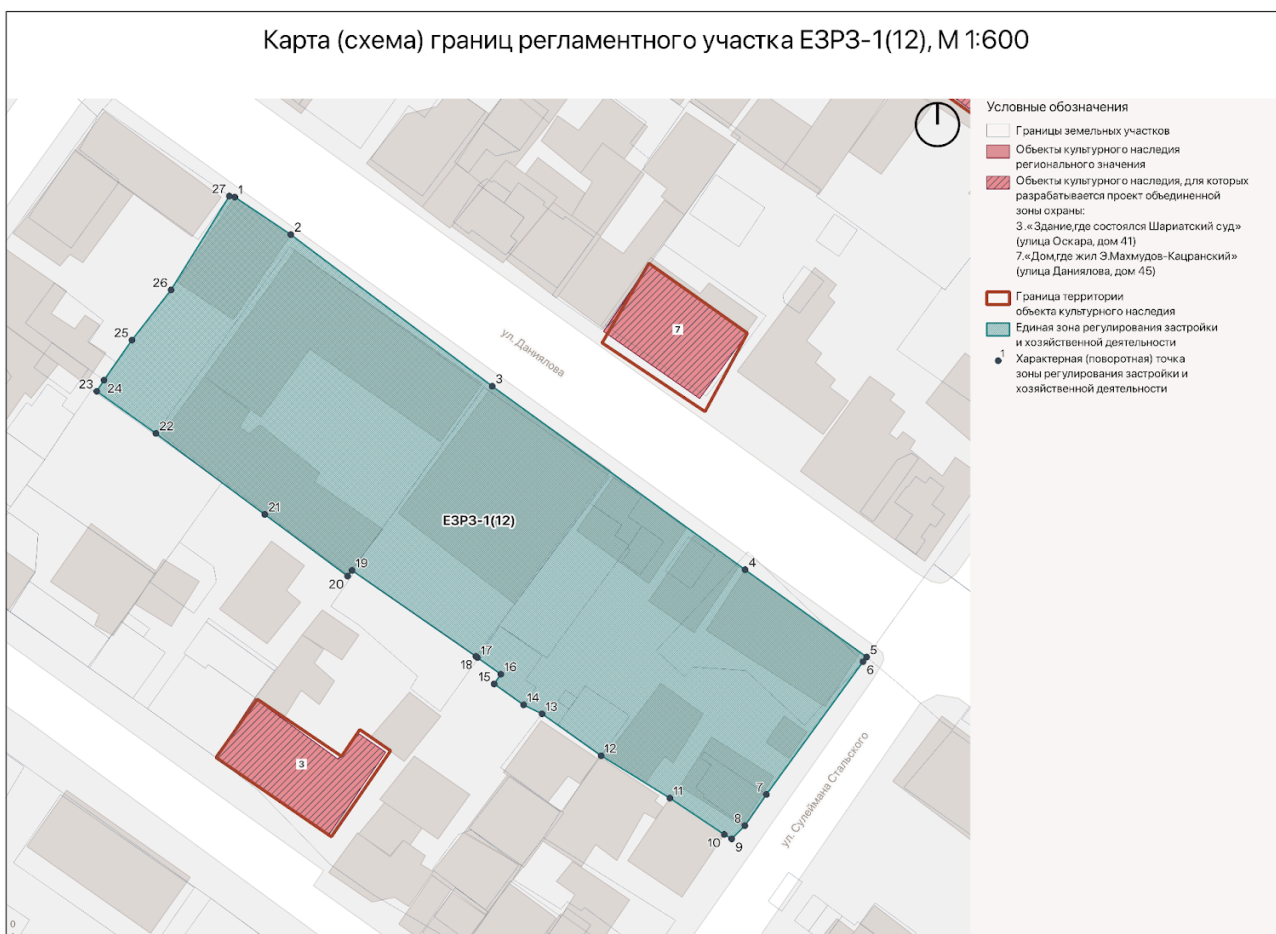 Карта (схема) границ регламентного участка ЕЗРЗ-1(12), М 1:600
Условные обозначения
Границы земельных участков
Объекты культурного наследия
регионального значения
Объекты культурного наследия, для которых
разрабатывается проект объединенной
зоны охраны:
3.«Здание,где состоялся Шариатский суд»
(улица Оскара, дом 41)
7.«Дом,где жил Э.Махмудов-Кацранский»
(улица Даниялова, дом 45)
Граница территории
объекта культурного наследия
Единая зона регулирования застройки
и хозяйственной деятельности
1
Характерная (поворотная) точка
зоны регулирования застройки и
хозяйственной деятельности
27
1
2
26
25
23
24
22
3
ул. Даниялова
7
21
ЕЗРЗ-1(12)
19
20
4
5
6
17
18
16
15
14
13
12
3
11
7
8
10
9
ул. Сулеймана Стальского
0